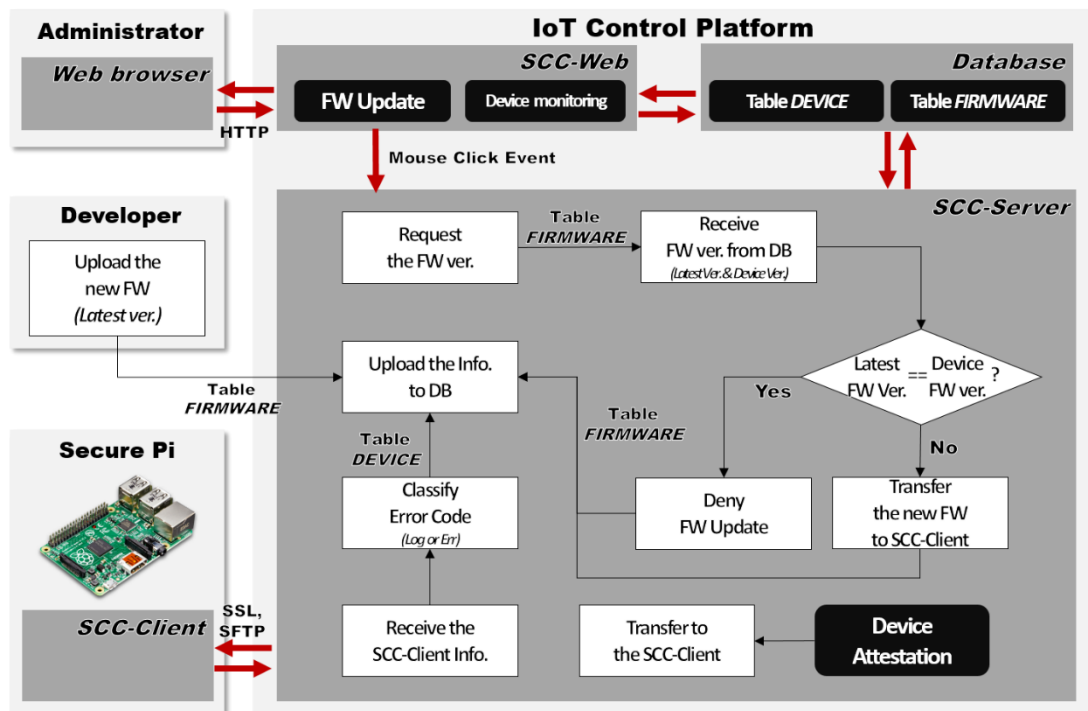 Administrator
Web browser
HTTP
IoT Control Platform
SCC-Web
FW Update
Device monitoring
Database
Table DEVICE
Table FIRMWARE
Mouse Click Event
Developer
Upload the
new FW
(Latest ver.)
Table
FIRMWARE
SCC-Server
Request
the FW ver.
Table
FIRMWARE
Receive
FW ver. from DB
(Latest Ver. & Device Ver.)
Latest
FW Ver.
==
Device
FW ver.
?
Yes
No
Upload the Info.
to DB
Table
FIRMWARE
Table
DEVICE
Classify
Error Code
(Log or Err)
Deny
FW Update
Transfer
the new FW
to SCC-Client
Receive the
SCC-Client Info.
Transfer to
the SCC-Client
Device
Attestation
Secure Pi
SCC-Client
SSL,
SFTP